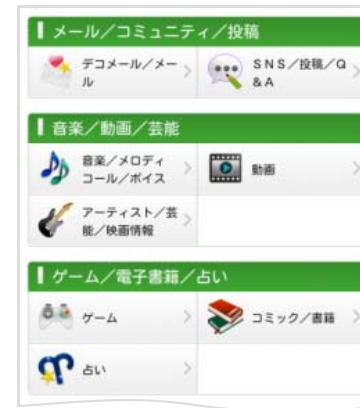 メール／コミュニティ／投稿
デコメール／メー
ル
SNS／投稿／Q
&A
音楽／動画／芸能
音楽／メロディ
コール／ボイス
動画
アーティスト／芸
能／映画情報
ゲーム／電子書籍／占い
ゲーム
コミック／書籍
占い